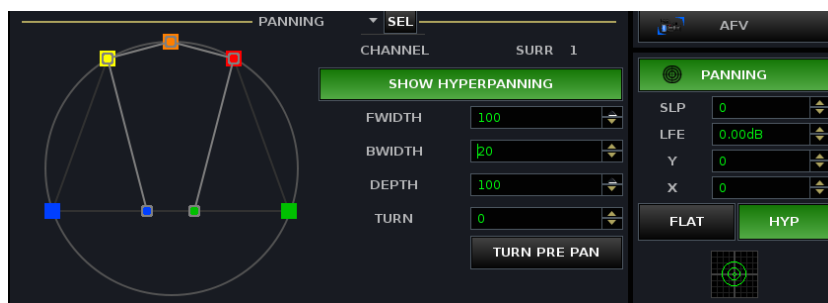 PANNING SEL
CHANNEL SURR 1
SHOW HYPERPANNING
FWIDTH 100
BWIDTH 20
DEPTH 100
TURN 0
TURN PRE PAN
AFV
PANNING
SLP 0
LFE 0.00dB
Y 0
X 0
FLAT HYP